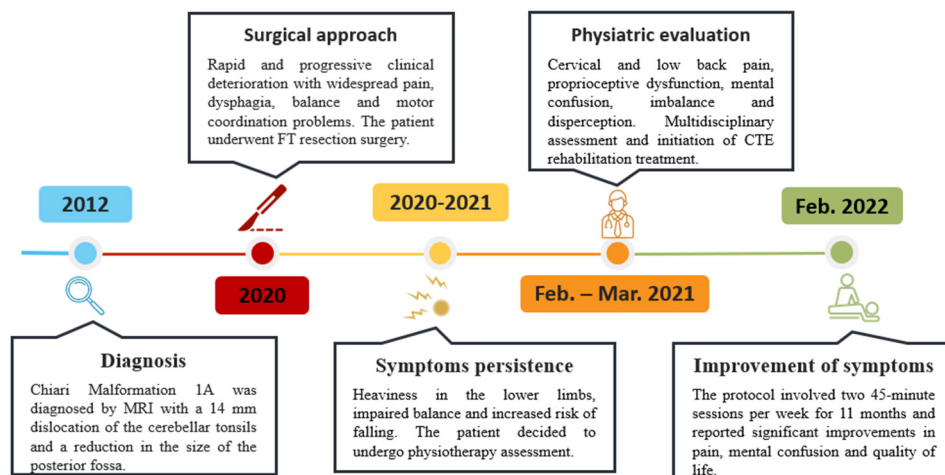 Surgical approach
Rapid and progressive clinical
deterioration with widespread pain,
dysphagia, balance and motor
coordination problems. The patient
underwent FT resection surgery.
Physiatric evaluation
Cervical and low back pain,
proprioceptive dysfunction, mental
confusion, imbalance and
disperception. Multidisciplinary
assessment and initiation of CTE
rehabilitation treatment.
2012
2020-2021
Feb. 2022
2020
Feb. – Mar. 2021
Diagnosis
Chiari Malformation 1A was
diagnosed by MRI with a 14 mm
dislocation of the cerebellar tonsils
and a reduction in the size of the
posterior fossa.
Symptoms persistence
Heaviness in the lower limbs,
impaired balance and increased risk of
falling. The patient decided to
undergo physiotherapy assessment.
Improvement of symptoms
The protocol involved two 45-minute
sessions per week for 11 months and
reported significant improvements in
pain, mental confusion and quality of
life.